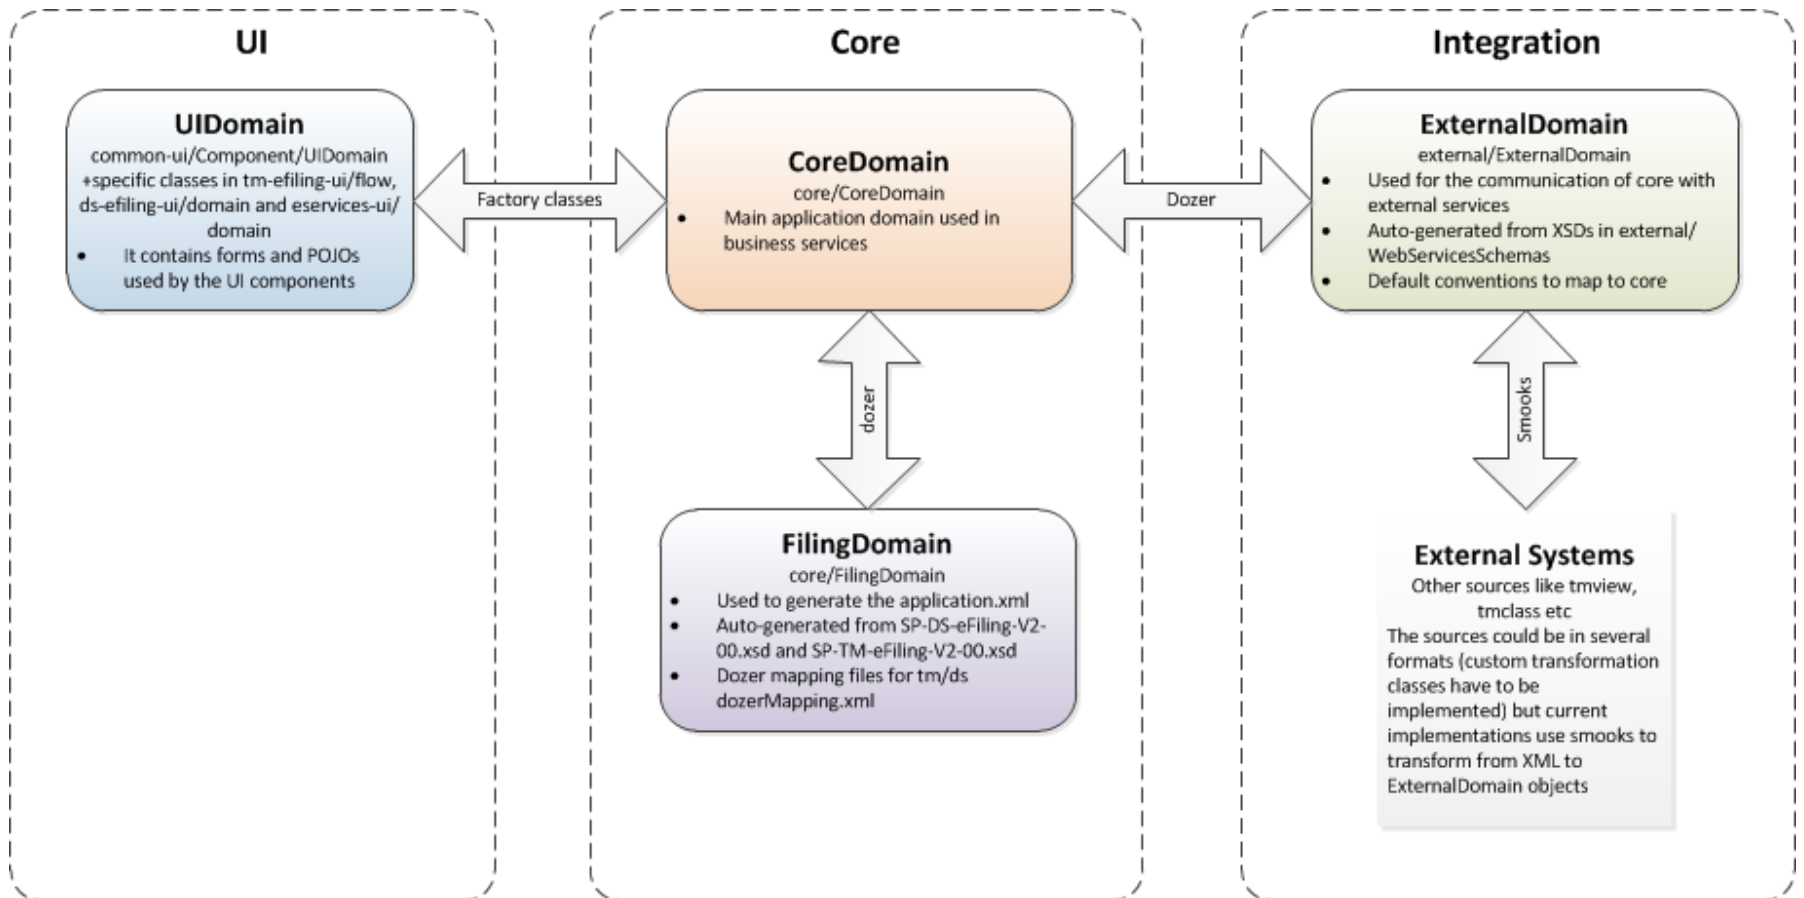 UI
UIDomain
common-ui/Component/UIDomain
+specific classes in tm-efiling-ui/flow,
ds-efiling-ui/domain and eservices-ui/
domain
• It contains forms and POJOs
used by the UI components
Factory classes
Core
CoreDomain
core/CoreDomain
• Main application domain used in
business services
dozer
FilingDomain
core/FilingDomain
• Used to generate the application.xml
• Auto-generated from SP-DS-eFiling-V2-
00.xsd and SP-TM-eFiling-V2-00.xsd
• Dozer mapping files for tm/ds
dozerMapping.xml
Dozer
Integration
ExternalDomain
external/ExternalDomain
• Used for the communication of core with
external services
• Auto-generated from XSDs in external/
WebServicesSchemas
• Default conventions to map to core
Smooks
External Systems
Other sources like tmview,
tmclass etc
The sources could be in several
formats (custom transformation
classes have to be
implemented) but current
implementations use smooks to
transform from XML to
ExternalDomain objects